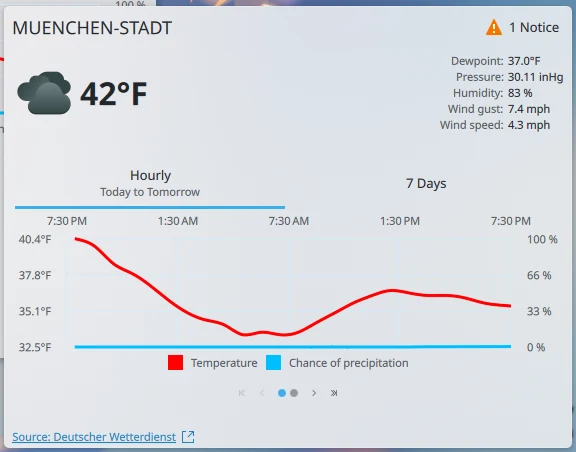 100 %
MUENCHEN-STADT
1 Notice
42°F
Dewpoint: 37.0°F
Pressure: 30.11 inHg
Humidity: 83 %
Wind gust: 7.4 mph
Wind speed: 4.3 mph
Hourly
Today to Tomorrow
7 Days
7:30 PM 1:30 AM 7:30 AM 1:30 PM 7:30 PM
40.4°F 100 %
37.8°F 66 %
35.1°F 33 %
32.5°F 0 %
Temperature Chance of precipitation
Source: Deutscher Wetterdienst